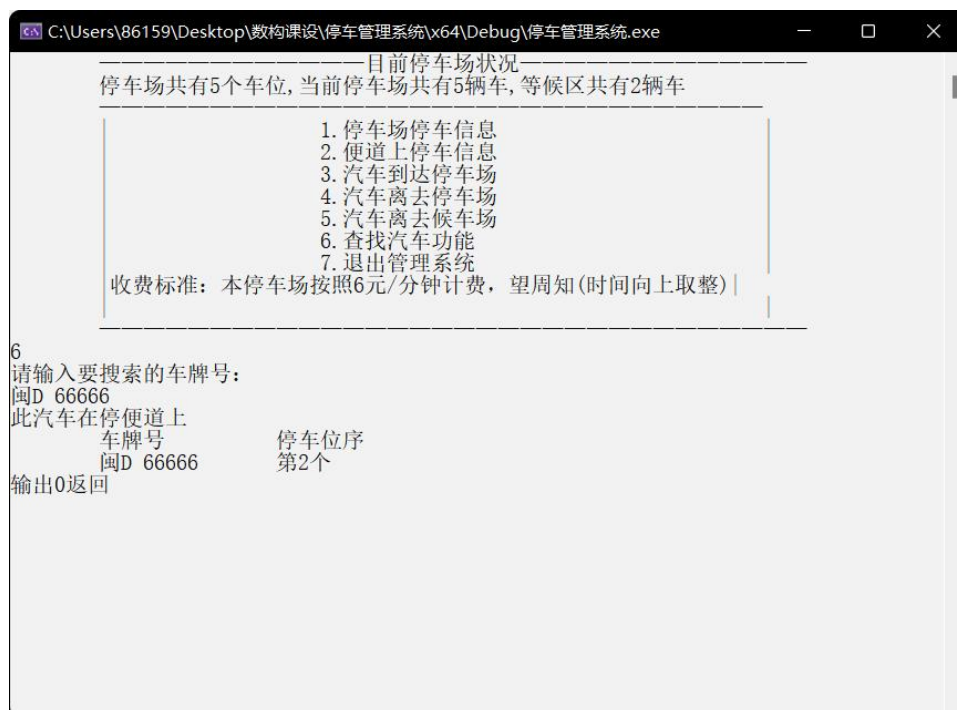 C:\Users\86159\Desktop\数构课设\停车管理系统\x64\Debug\停车管理系统.exe
————————————目前停车场状况—————————————
停车场共有5个车位,当前停车场共有5辆车,等候区共有2辆车
——————————————————————————————
1.停车场停车信息
2.便道上停车信息
3.汽车到达停车场
4.汽车离去停车场
5.汽车离去候车场
6.查找汽车功能
7.退出管理系统
|收费标准：本停车场按照6元/分钟计费，望周知(时间向上取整)|
————————————————————————————————
6
请输入要搜索的车牌号：
闽D 66666
此汽车在停便道上
车牌号 停车位序
闽D 66666 第2个
输出0返回